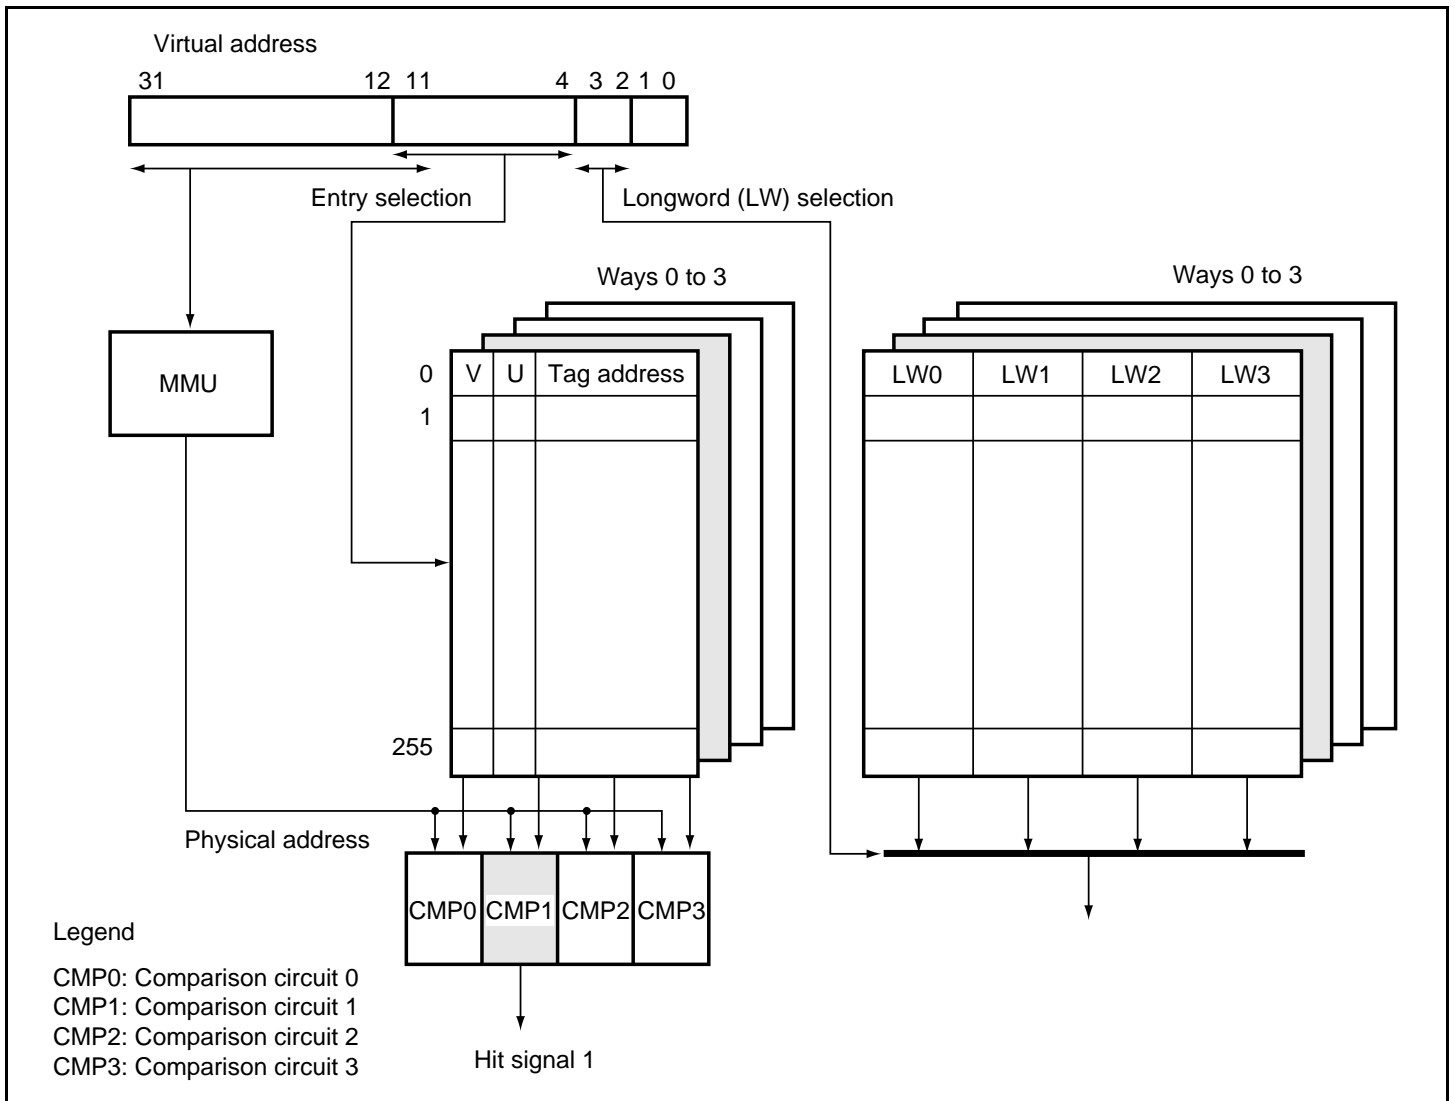 Virtual address
31 12 11 4 3 2 1 0
Entry selection
Longword (LW) selection
Ways 0 to 3
Ways 0 to 3
MMU
0 V U Tag address
LW0 LW1 LW2 LW3
1
255
Physical address
CMP0 CMP1 CMP2 CMP3
Hit signal 1
Legend
CMP0: Comparison circuit 0
CMP1: Comparison circuit 1
CMP2: Comparison circuit 2
CMP3: Comparison circuit 3